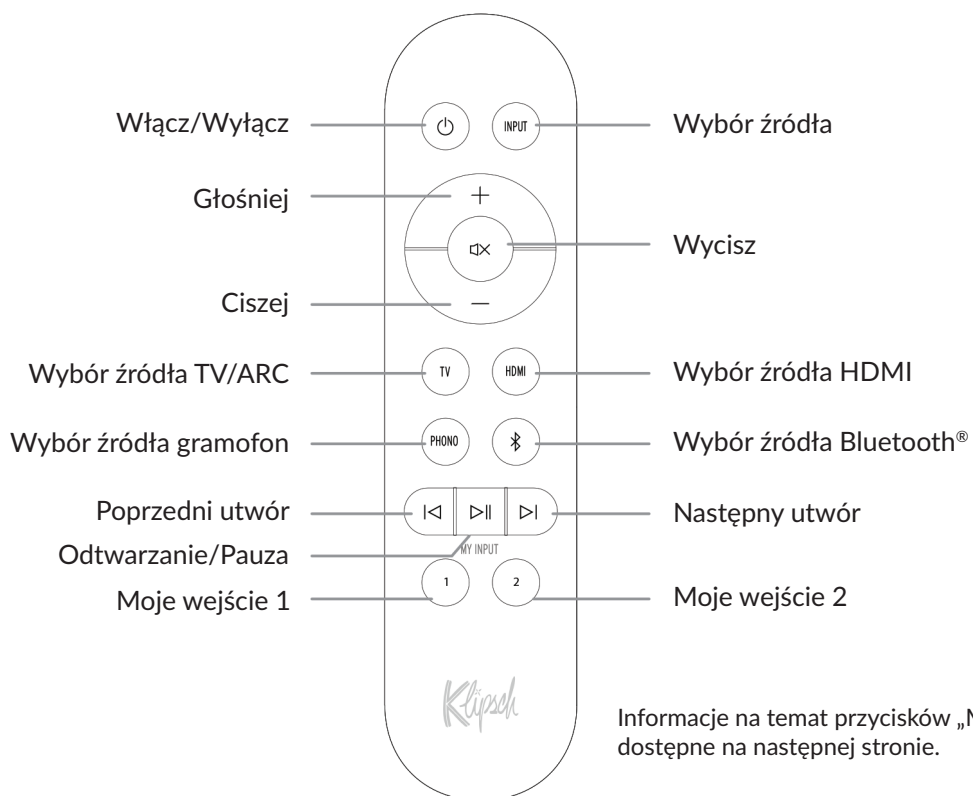 Włącz/Wyłącz
INPUT
Wybór źródła
Głośniej
Wycisz
Ciszej
Wybór źródła TV/ARC
TV
HDMI
Wybór źródła HDMI
Wybór źródła gramofon
PHONO
Wybór źródła Bluetooth®
Poprzedni utwór
Następny utwór
Odtwarzanie/Pauza
MY INPUT
Moje wejście 1
1
2
Moje wejście 2
Klipsch
Informacje na temat przycisków
dostępne na następnej stronie.